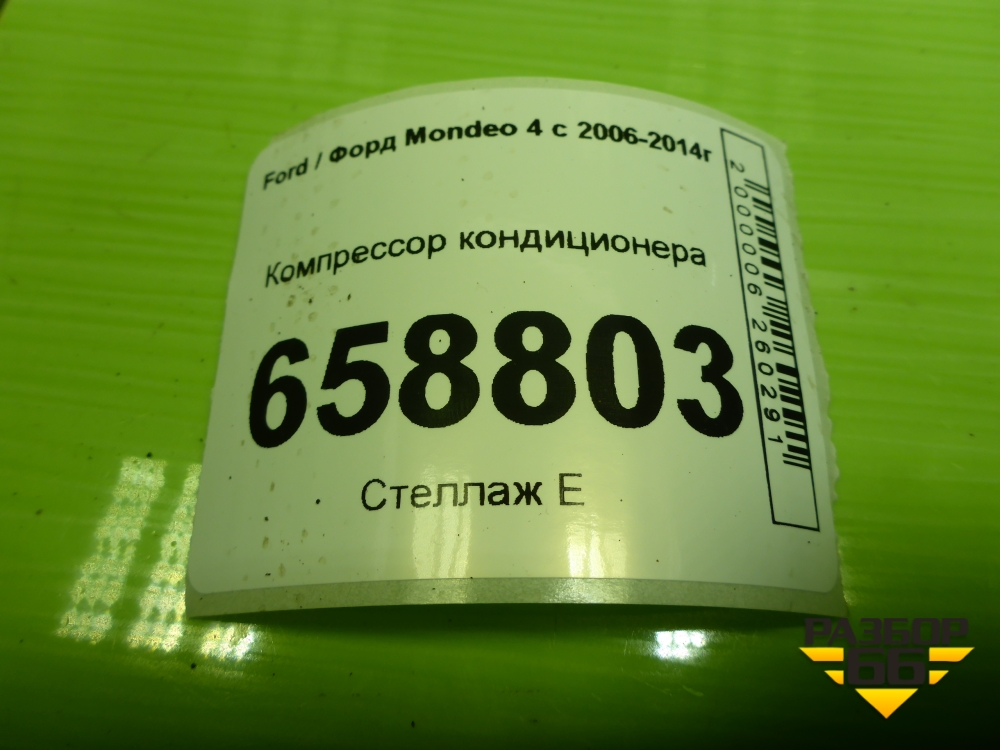 Ford / Форд Mondeo 4 с 2006-2014г
Компрессор кондиционера
658803
Стеллаж Е
2000006260291
РАЗБОР
66